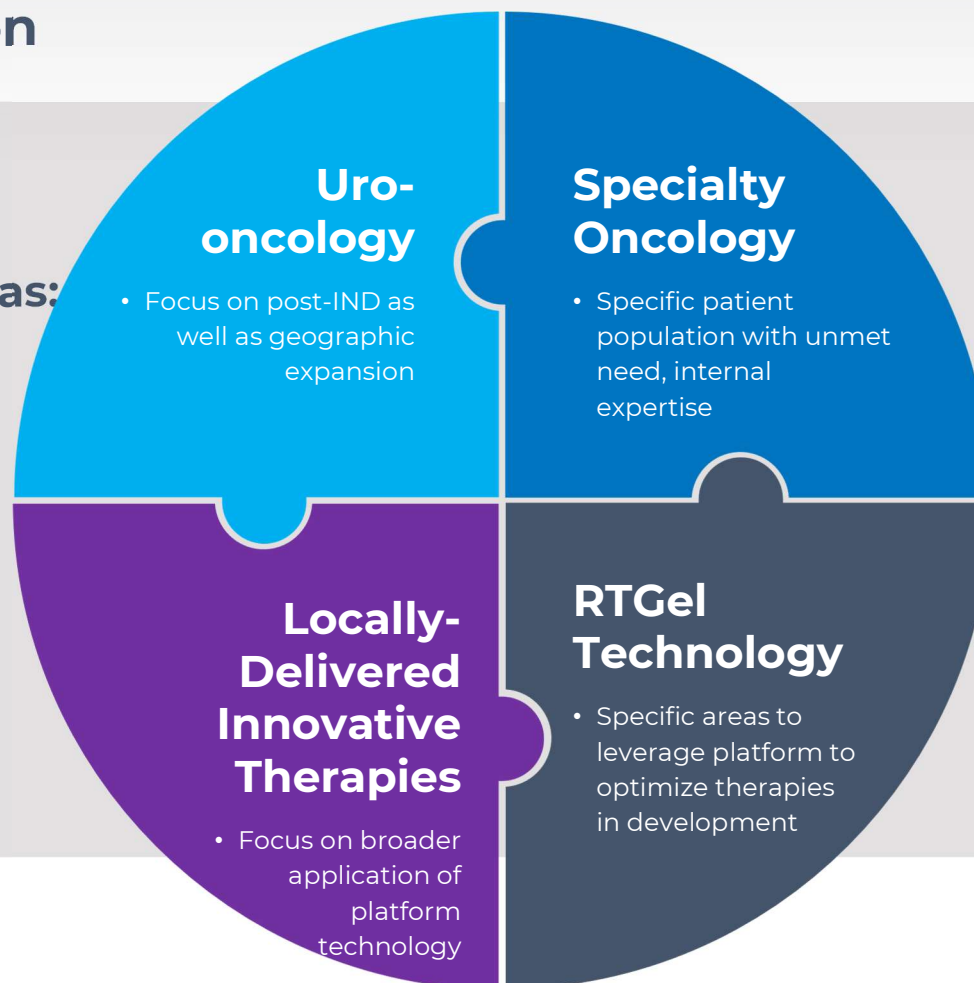 Uro-
oncology
• Focus on post-IND as
well as geographic
expansion
Specialty
Oncology
• Specific patient
population with unmet
need, internal
expertise
Locally-
Delivered
Innovative
Therapies
• Focus on broader
application of
platform
technology
RTGel
Technology
• Specific areas to
leverage platform to
optimize therapies
in development